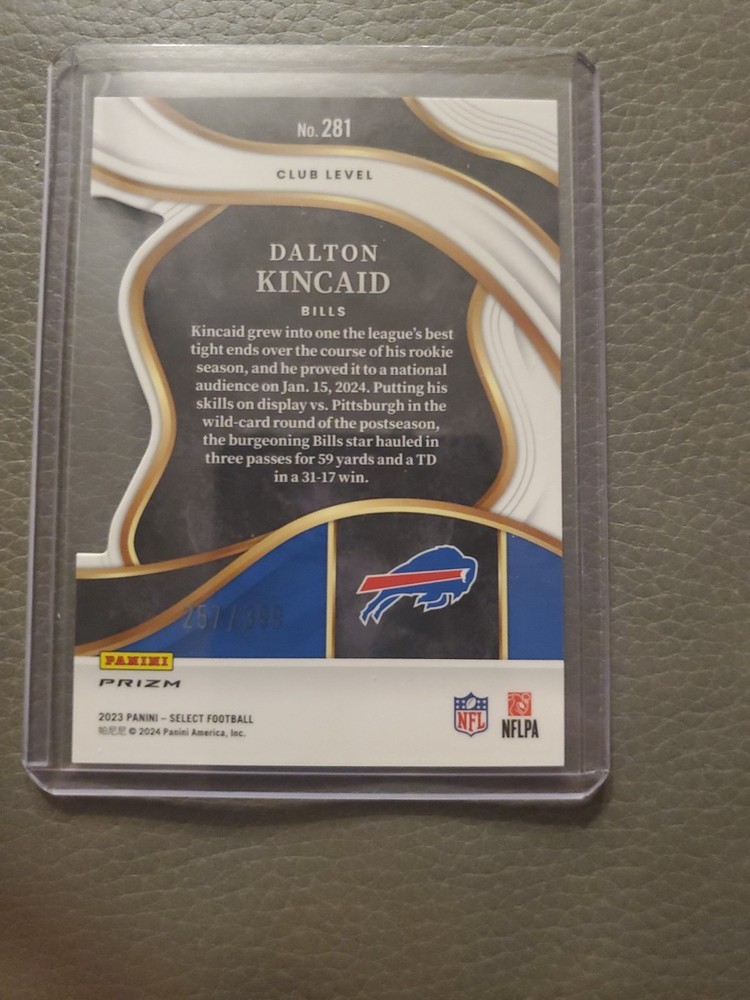 No. 281
CLUB LEVEL
DALTON
KINCAID
BILLS
Kincaid grew into one the league's best
tight ends over the course of his rookie
season, and he proved it to a national
audience on Jan. 15, 2024. Putting his
skills on display vs. Pittsburgh in the
wild-card round of the postseason,
the burgeoning Bills star hauled in
three passes for 59 yards and a TD
in a 31-17 win.
PANINI
PRIZM
2023 PANINI – SELECT FOOTBALL
帕尼尼 © 2024 Panini America, Inc.
NFL
NFLPA